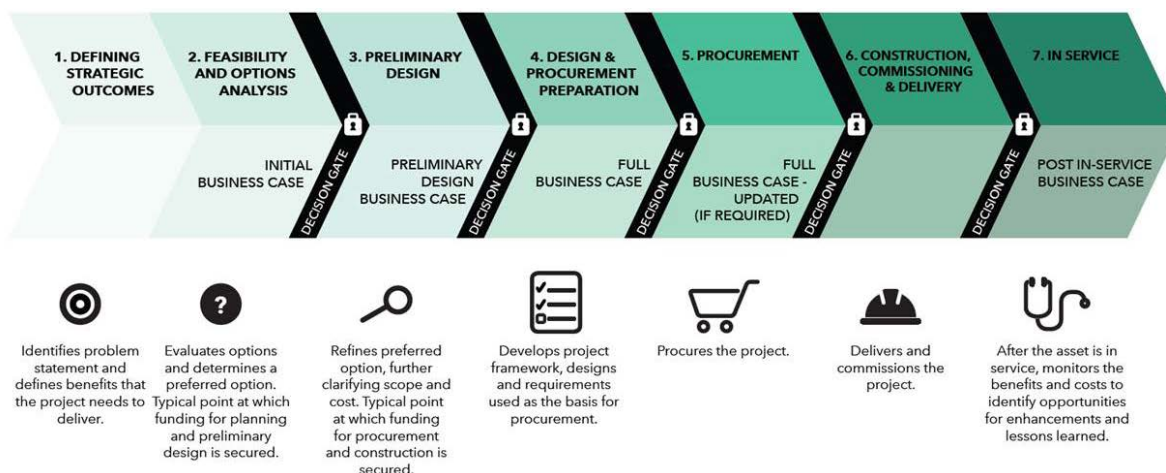 1. DEFINING
STRATEGIC
OUTCOMES
2. FEASIBILITY
AND OPTIONS
ANALYSIS
3. PRELIMINARY
DESIGN
4. DESIGN &
PROCUREMENT
PREPARATION
5. PROCUREMENT
6. CONSTRUCTION,
COMMISSIONING
& DELIVERY
7. IN SERVICE
INITIAL
BUSINESS CASE
DECISION GATE
PRELIMINARY
DESIGN
BUSINESS CASE
DECISION GATE
FULL
BUSINESS CASE
DECISION GATE
FULL
BUSINESS CASE -
UPDATED
(IF REQUIRED)
DECISION GATE
DECISION GATE
POST IN-SERVICE
BUSINESS CASE
?
Identifies problem
statement and
defines benefits that
the project needs to
deliver.
Evaluates options
and determines a
preferred option.
Typical point at which
funding for planning
and preliminary
design is secured.
Refines preferred
option, further
clarifying scope and
cost. Typical point
at which funding
for procurement
and construction is
secured.
Develops project
framework, designs
and requirements
used as the basis for
procurement.
Procures the project.
Delivers and
commissions the
project.
After the asset is in
service, monitors the
benefits and costs to
identify opportunities
for enhancements and
lessons learned.